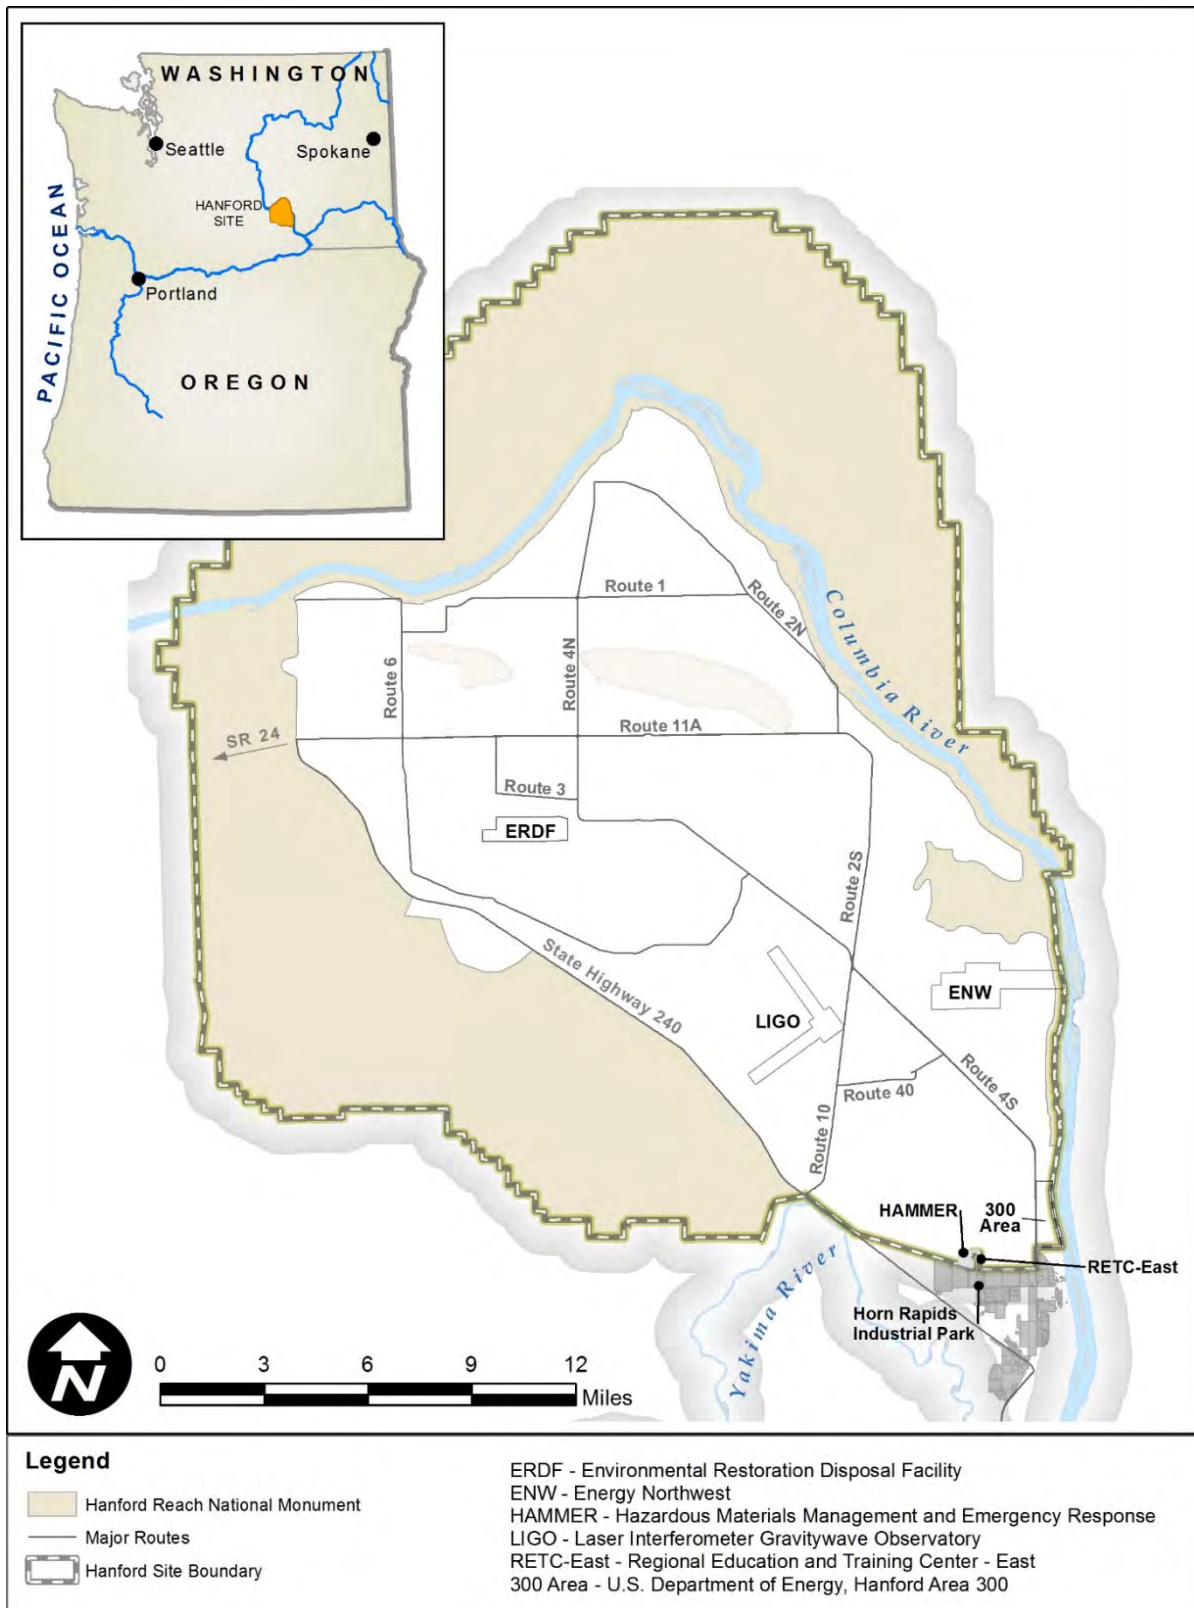 WASHINGTON
Seattle
Spokane
HANFORD
SITE
PACIFIC OCEAN
Portland
OREGON
Route 1
Route 2N
Columbia River
Route 6
Route 4N
Route 11A
SR 24
Route 3
ERDF
Route 2S
State Highway 240
ENW
LIGO
Route 4S
Route 40
Route 10
HAMMER
300
Area
RETC-East
Horn Rapids
Industrial Park
Yakima River
N
0 3 6 9 12
Miles
Legend
Hanford Reach National Monument
Major Routes
Hanford Site Boundary
ERDF - Environmental Restoration Disposal Facility
ENW - Energy Northwest
HAMMER - Hazardous Materials Management and Emergency Response
LIGO - Laser Interferometer Gravitywave Observatory
RETC-East - Regional Education and Training Center - East
300 Area - U.S. Department of Energy, Hanford Area 300